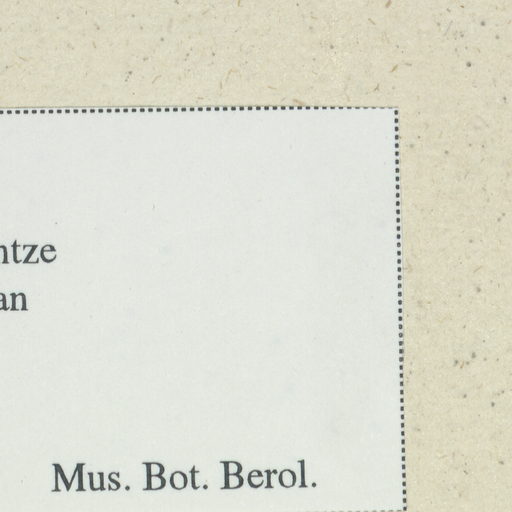 ntze
an
Mus. Bot. Berol.